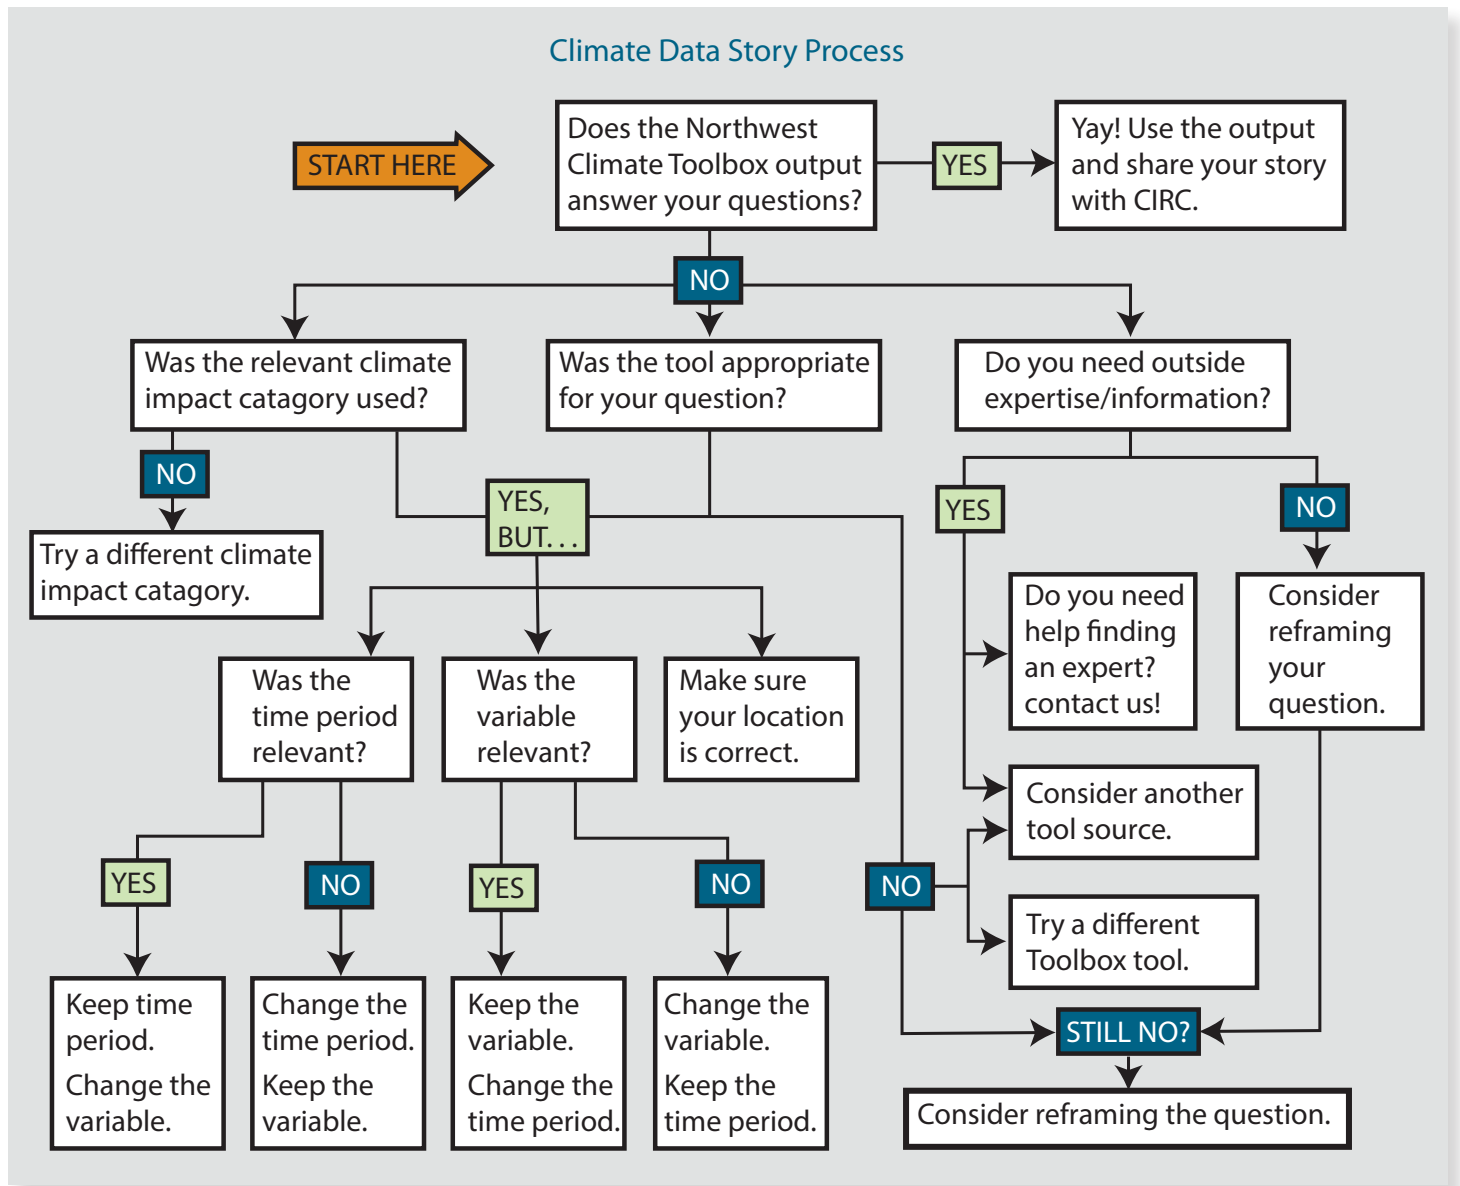 Climate Data Story Process
START HERE
Does the Northwest
Climate Toolbox output
answer your questions?
YES
Yay! Use the output
and share your story
with CIRC.
NO
Was the relevant climate
impact catagory used?
Was the tool appropriate
for your question?
Do you need outside
expertise/information?
NO
Try a different climate
impact catagory.
YES,
BUT. . .
YES
NO
Do you need
help finding
an expert?
contact us!
Consider
reframing
your
question.
Was the
time period
relevant?
Was the
variable
relevant?
Make sure
your location
is correct.
Consider another
tool source.
YES
NO
YES
NO
NO
Try a different
Toolbox tool.
Keep time
period.
Change the
variable.
Change the
time period.
Keep the
variable.
Keep the
variable.
Change the
time period.
Change the
variable.
Keep the
time period.
STILL NO?
Consider reframing the question.